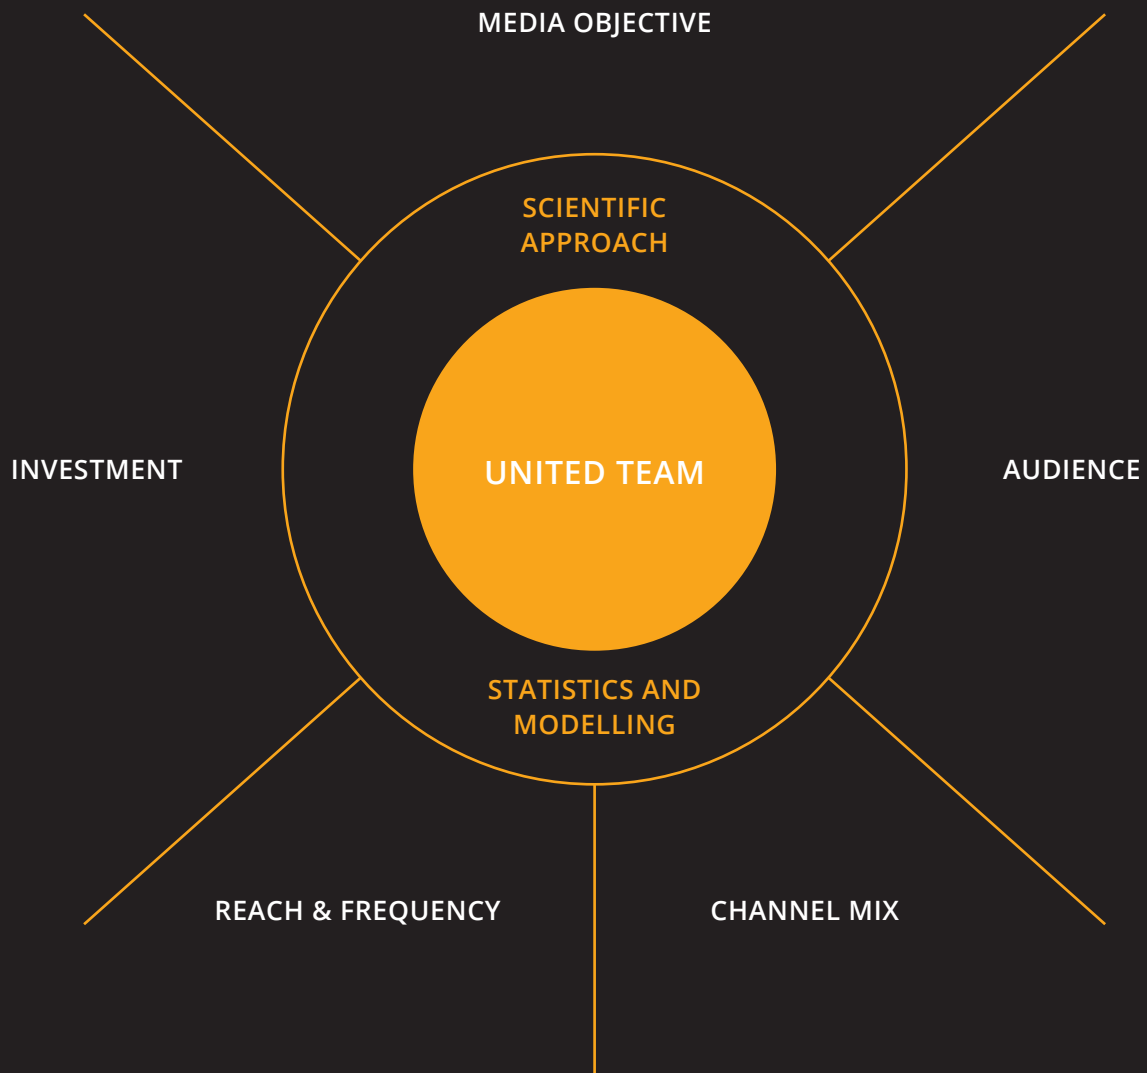 MEDIA OBJECTIVE
SCIENTIFIC
APPROACH
INVESTMENT
UNITED TEAM
AUDIENCE
STATISTICS AND
MODELLING
REACH & FREQUENCY
CHANNEL MIX